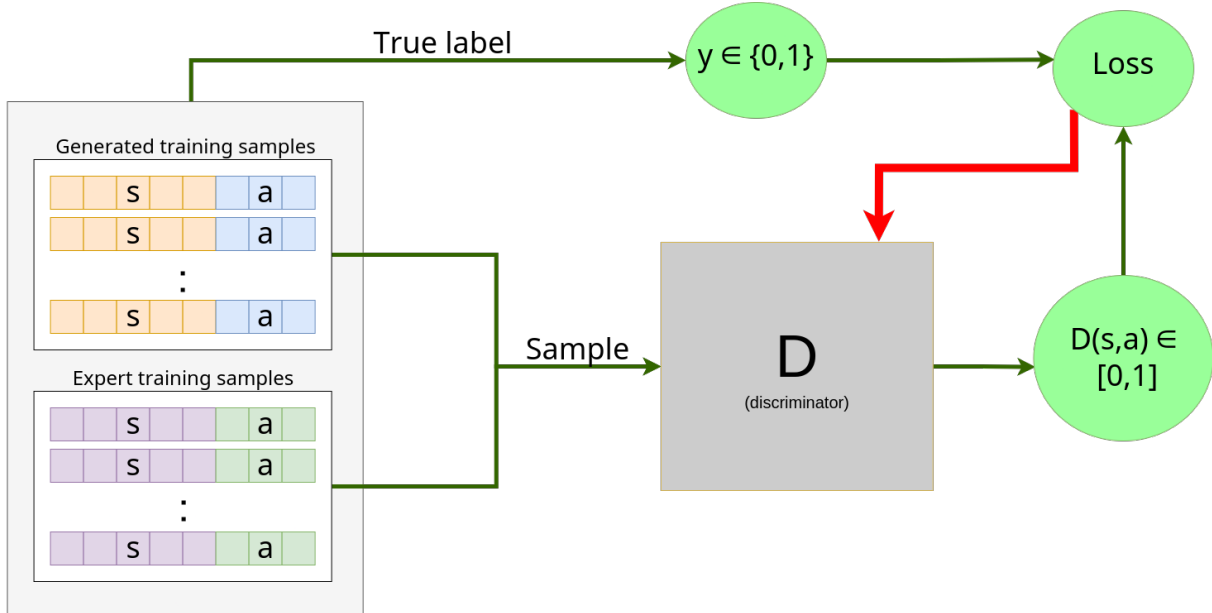 True label
y ∈ {0,1}
Loss
Generated training samples
s a
s a
:
s a
Expert training samples
s a
s a
:
s a
Sample
D
(discriminator)
D(s,a) ∈
[0,1]